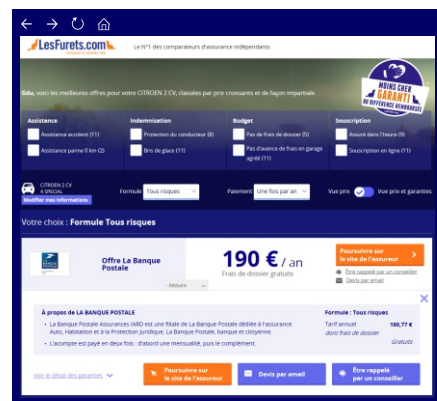 LesFurets.com
Le N°1 des comparateurs d'assurance indépendants
MOINS CHER
GARANTI
OU DIFFÉRENCE REMBOURSÉE
Gdu, voici les meilleures offres pour votre CITROEN 2 CV, classées par prix croissants et de façon impartiale.
Assistance
Indemnisation
Budget
Souscription
Assistance accident (11)
Protection du conducteur (8)
Pas de frais de dossier (5)
Assuré dans l'heure (9)
Assistance panne 0 km (2)
Bris de glace (11)
Pas d'avance de frais en garage agréé (11)
Souscription en ligne (11)
CITROEN 2 CV
4 SPECIAL
Modifier mes informations
Formule Tous risques
Paiement Une fois par an
Vue prix
Vue prix et garanties
Votre choix : Formule Tous risques
Offre La Banque Postale
190 € / an
Frais de dossier gratuits
Poursuivre sur
le site de l'assureur
Être rappelé par un conseiller
Devis par email
Réduire
À propos de LA BANQUE POSTALE
• La Banque Postale Assurances IARD est une filiale de La Banque Postale dédiée à l'assurance
Auto, Habitation et à la Protection Juridique. La Banque Postale, banque et citoyenne.
• L'acompte est payé en deux fois : d'abord une mensualité, puis le complément.
Formule : Tous risques
Tarif annuel 188,77 €
dont frais de dossier Gratuits
Voir le détail des garanties
Poursuivre sur
le site de l'assureur
Devis par email
Être rappelé
par un conseiller